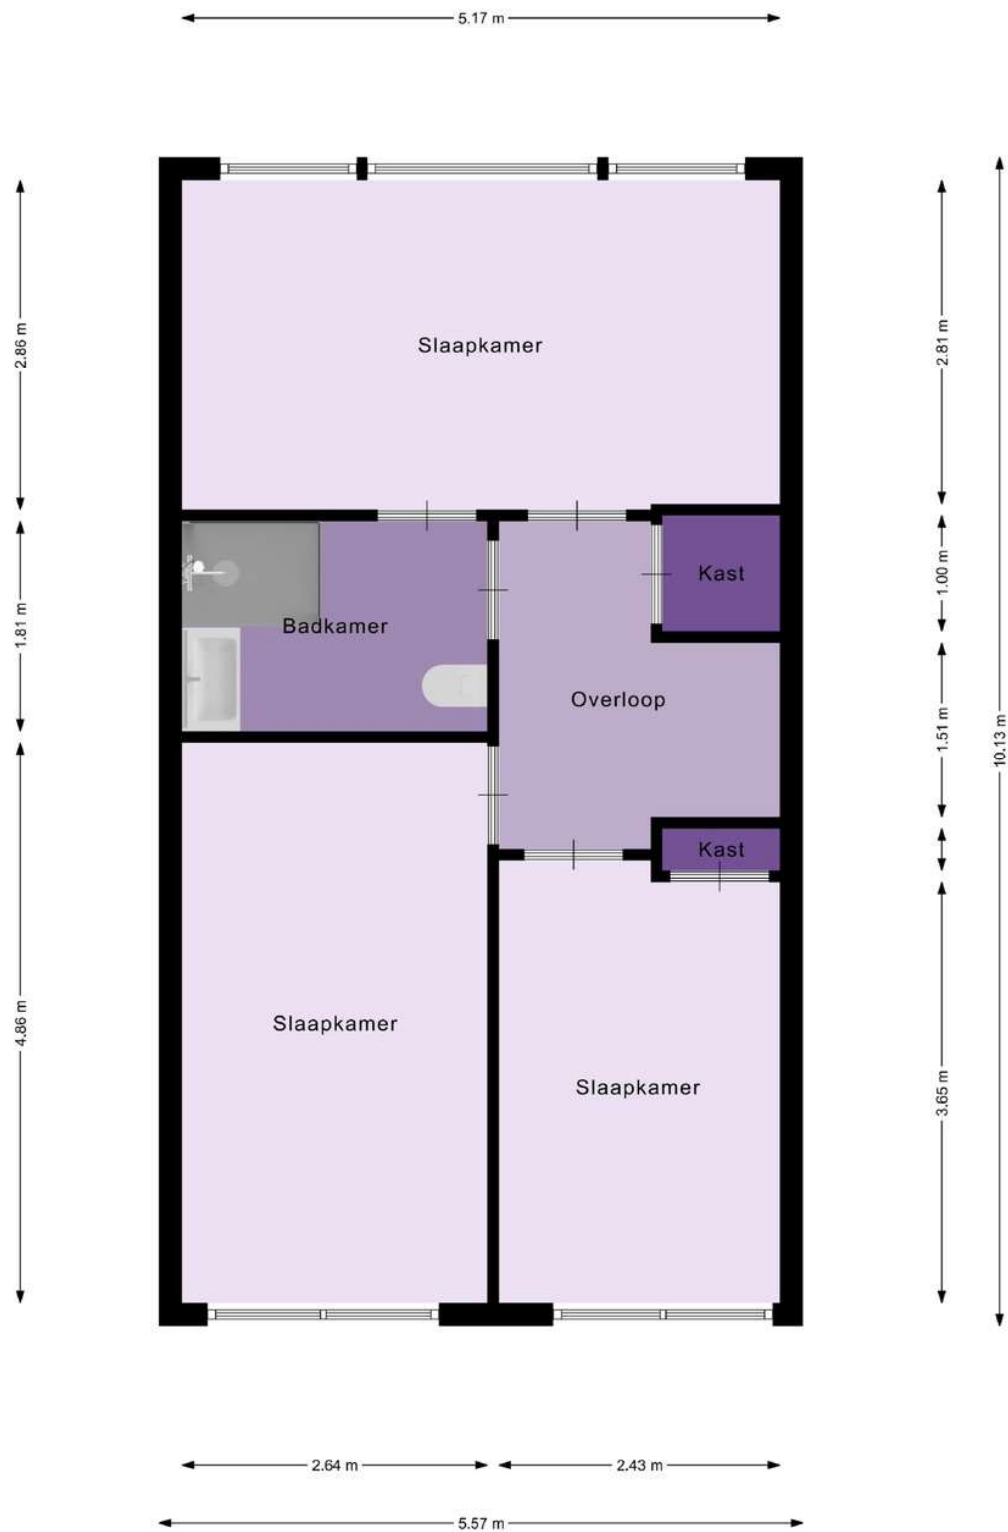 5.17 m
2.86 m
2.81 m
Slaapkamer
Kast
1.00 m
1.81 m
Badkamer
Overloop
1.51 m
10.13 m
Kast
4.86 m
Slaapkamer
Slaapkamer
3.65 m
2.64 m
2.43 m
5.57 m